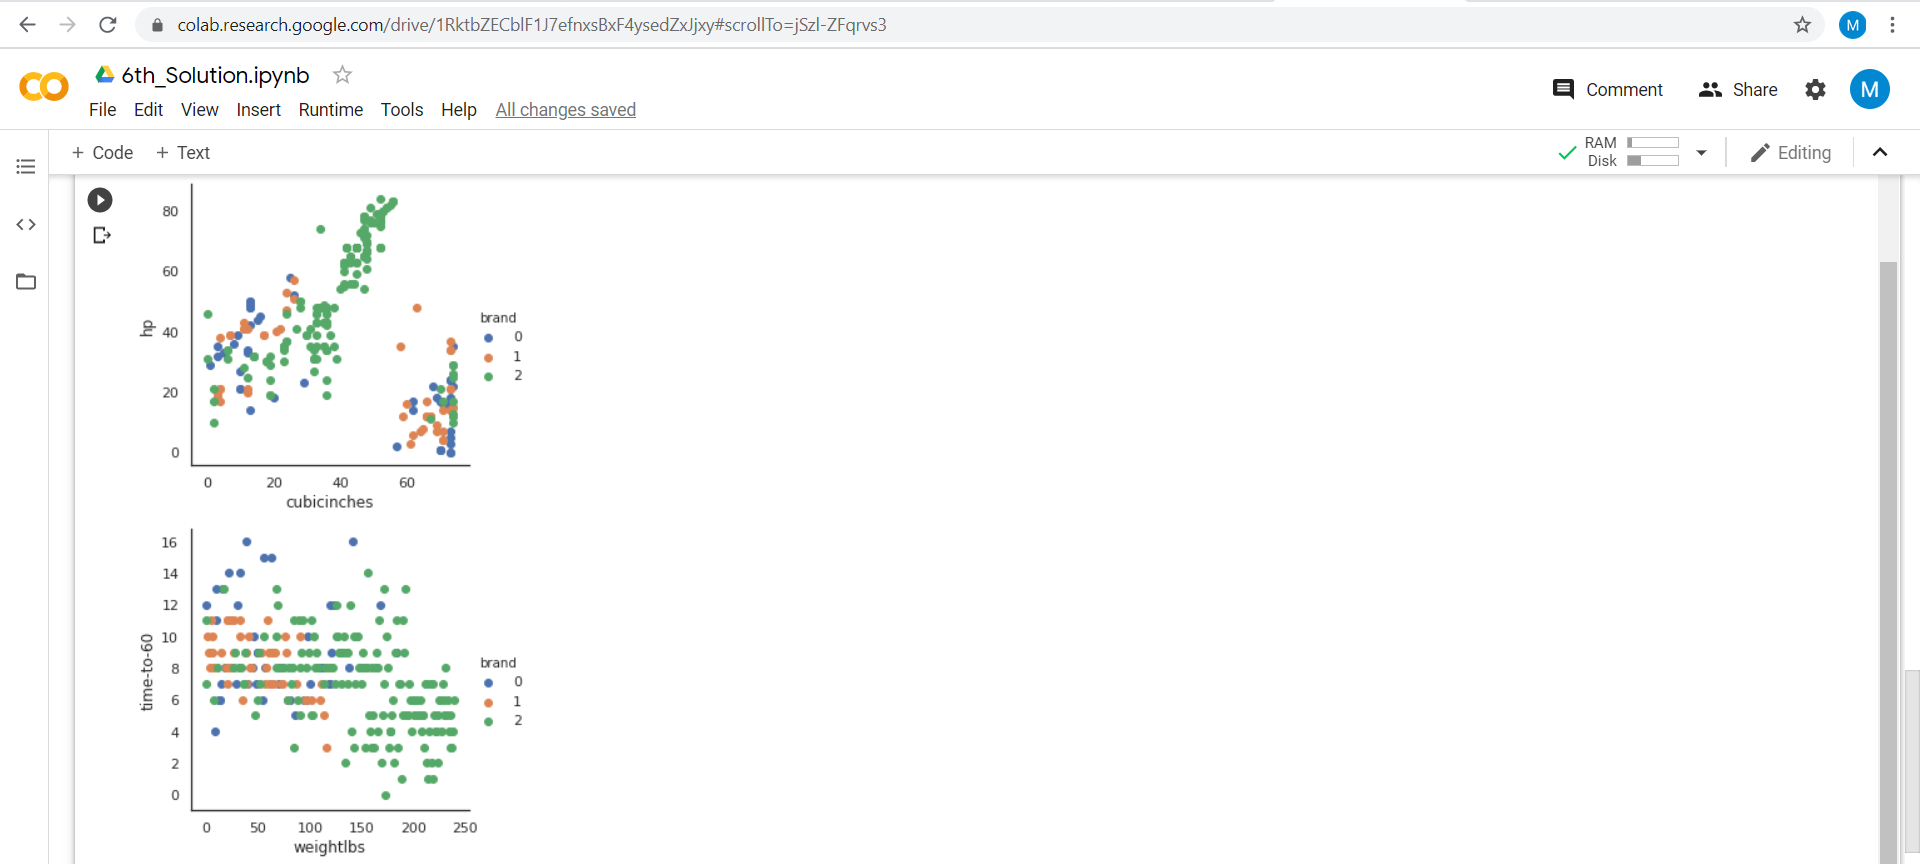 colab.research.google.com/drive/1RktbZECblF1J7efnxsBxF4ysedZxJjxy#scrollTo=jSzl-ZFqrvs3
M
6th_Solution.ipynb
File Edit View Insert Runtime Tools Help All changes saved
Comment Share M
+ Code + Text
RAM
Disk
Editing
80
60
40
20
0
hp
0 20 40 60
cubicinches
brand
0
1
2
16
14
12
10
8
6
4
2
0
time-to-60
0 50 100 150 200 250
weightlbs
brand
0
1
2